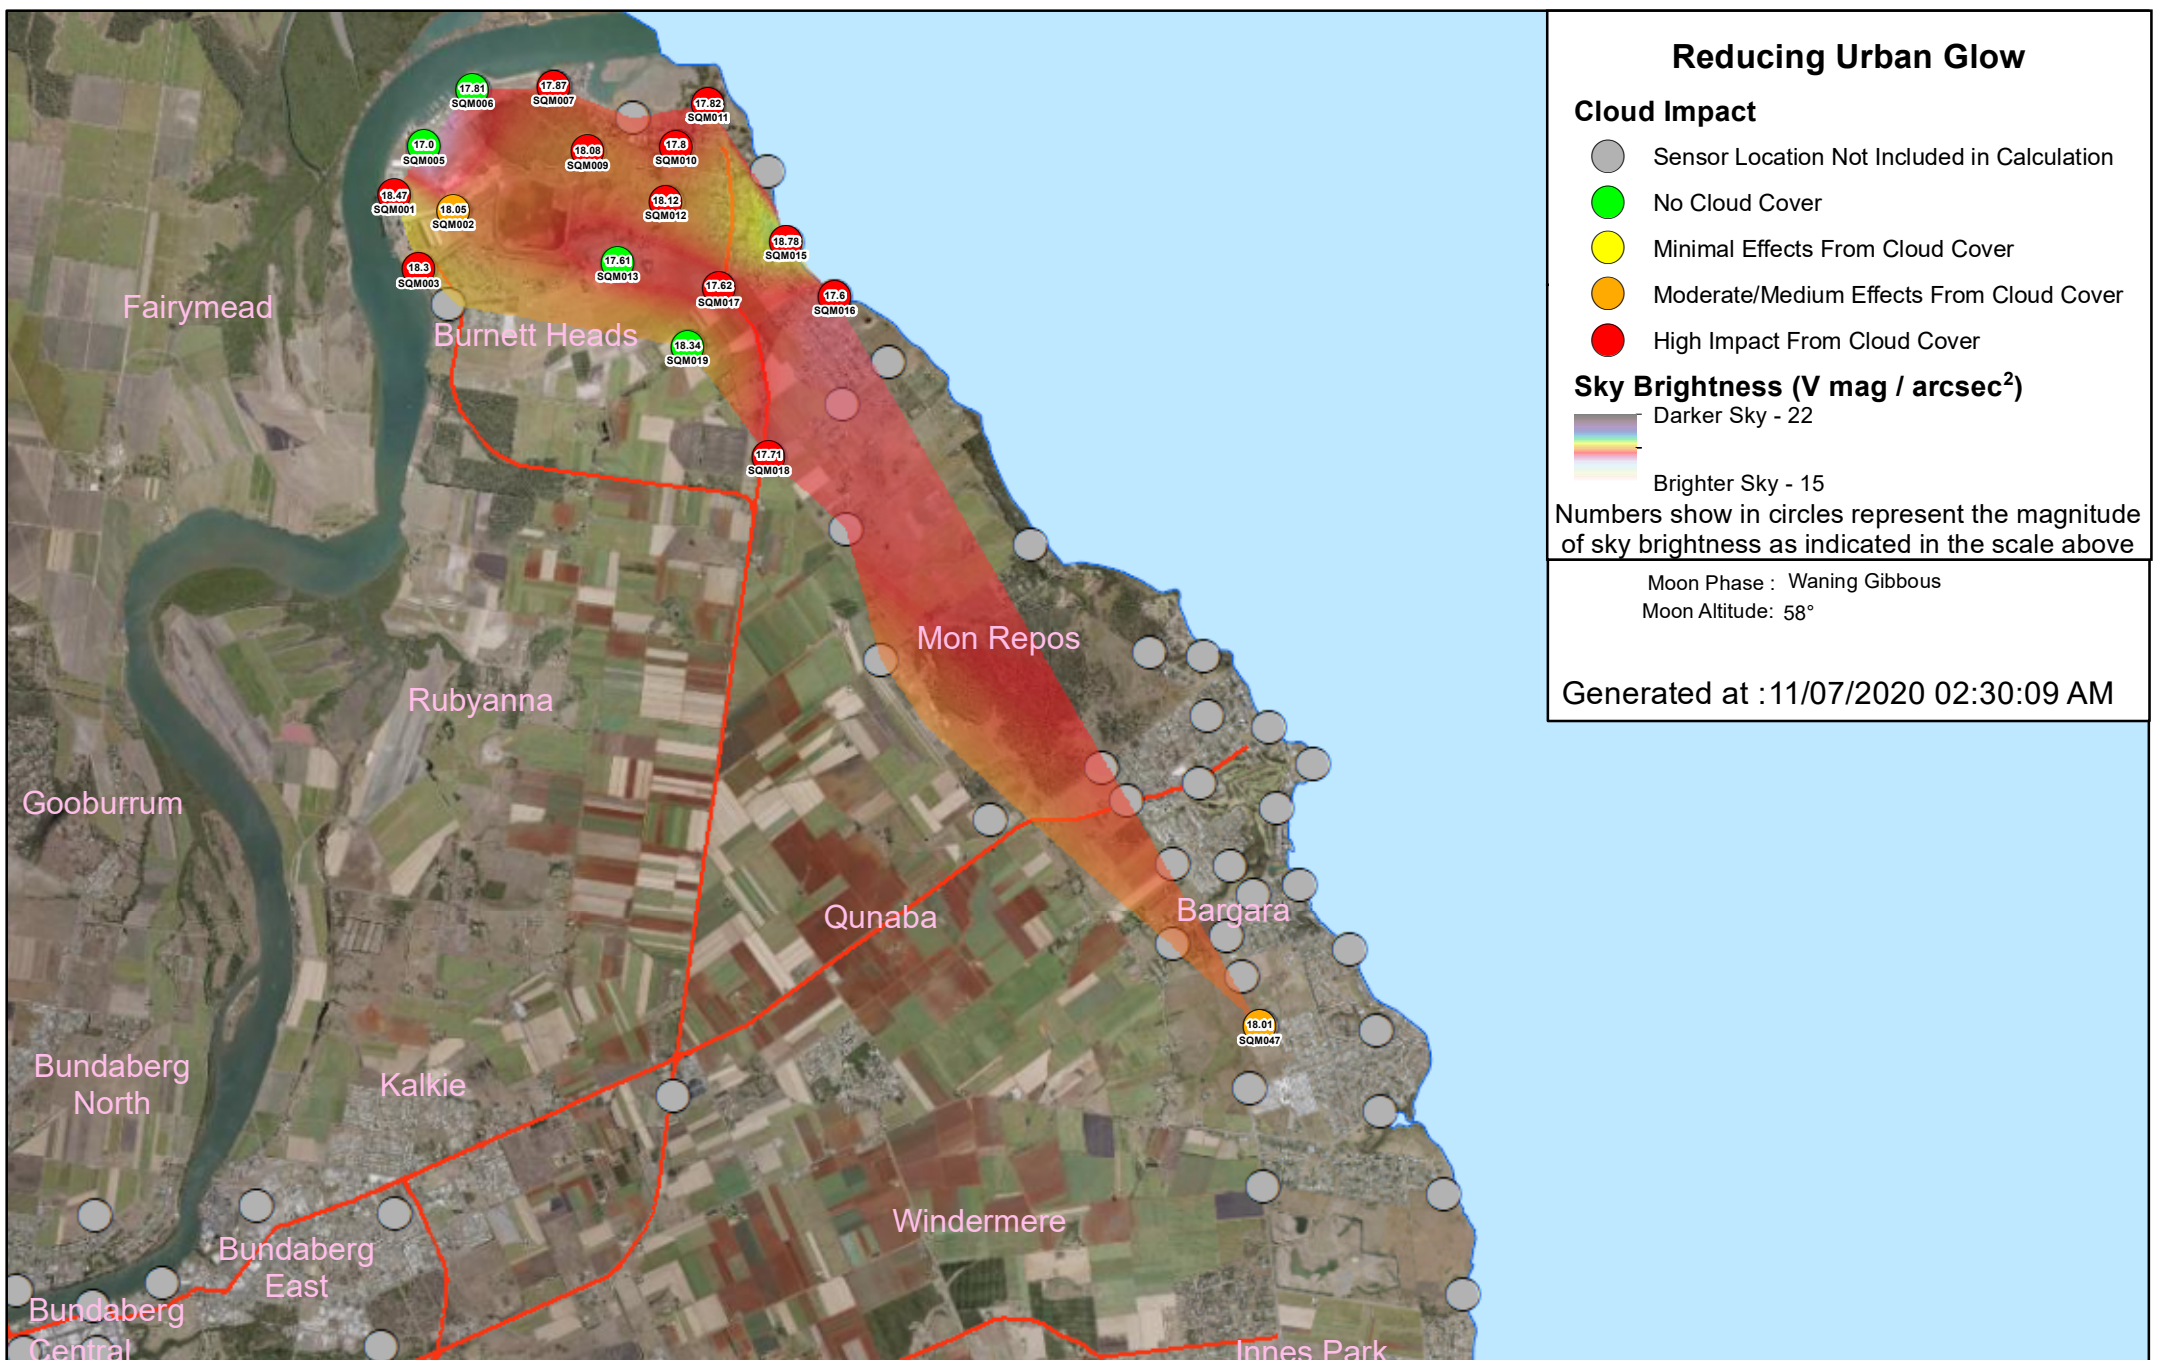 Reducing Urban Glow
Cloud Impact
Sensor Location Not Included in Calculation
No Cloud Cover
Minimal Effects From Cloud Cover
Moderate/Medium Effects From Cloud Cover
High Impact From Cloud Cover
Sky Brightness (V mag / arcsec²)
Darker Sky - 22
Brighter Sky - 15
Numbers show in circles represent the magnitude
of sky brightness as indicated in the scale above
Moon Phase : Waning Gibbous
Moon Altitude: 58°
Generated at :11/07/2020 02:30:09 AM
17.81
SQM006
17.87
SQM007
17.82
SQM011
17.0
SQM005
18.08
SQM009
17.8
SQM010
18.47
SQM001
18.05
SQM002
18.12
SQM012
18.78
SQM015
18.3
SQM003
17.61
SQM013
17.62
SQM017
17.6
SQM016
18.34
SQM019
17.71
SQM018
18.01
SQM047
Fairymead
Burnett Heads
Mon Repos
Rubyanna
Gooburrum
Qunaba
Bargara
Bundaberg
North
Kalkie
Windermere
Bundaberg
East
Bundaberg
Central
Innes Park